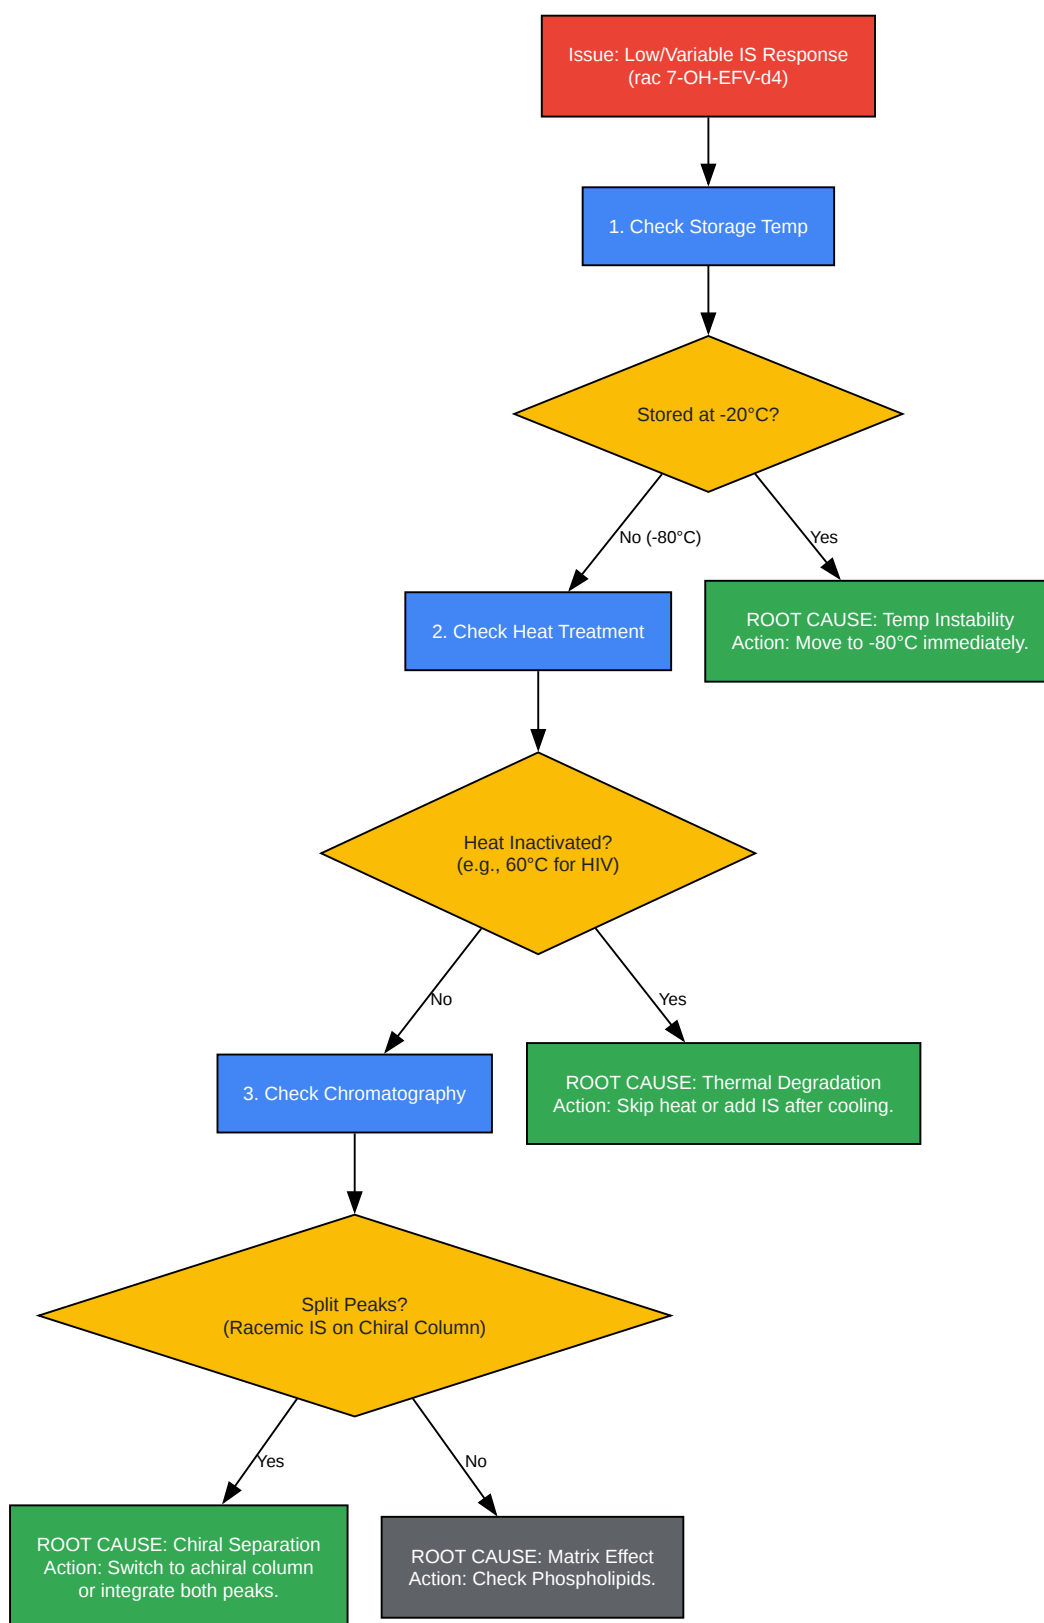 Issue: Low/Variable IS Response
(rac 7-OH-EFV-d4)
1. Check Storage Temp
Stored at -20°C?
No (-80°C)
Yes
2. Check Heat Treatment
ROOT CAUSE: Temp Instability
Action: Move to -80°C immediately.
Heat Inactivated?
(e.g., 60°C for HIV)
No
Yes
3. Check Chromatography
ROOT CAUSE: Thermal Degradation
Action: Skip heat or add IS after cooling.
Split Peaks?
(Racemic IS on Chiral Column)
Yes
No
ROOT CAUSE: Chiral Separation
Action: Switch to achiral column
or integrate both peaks.
ROOT CAUSE: Matrix Effect
Action: Check Phospholipids.